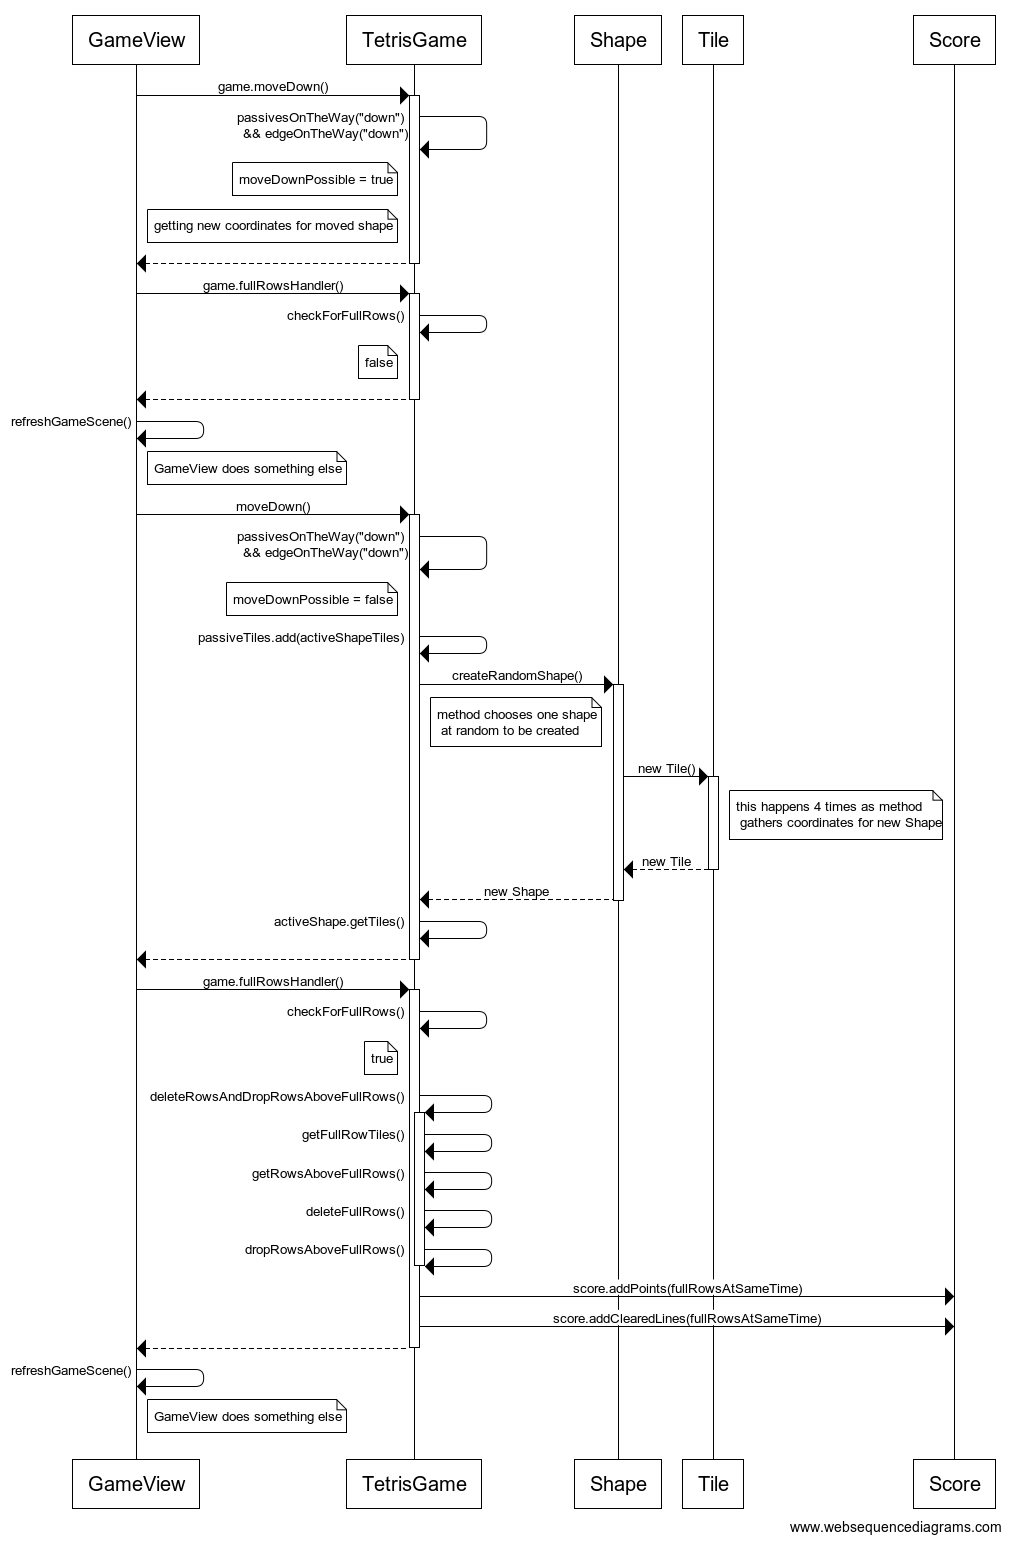 GameView
TetrisGame
Shape
Tile
Score
game.moveDown()
passivesOnTheWay("down")
&& edgeOnTheWay("down")
moveDownPossible = true
getting new coordinates for moved shape
game.fullRowsHandler()
checkForFullRows()
false
refreshGameScene()
GameView does something else
moveDown()
passivesOnTheWay("down")
&& edgeOnTheWay("down")
moveDownPossible = false
passiveTiles.add(activeShapeTiles)
createRandomShape()
method chooses one shape
at random to be created
new Tile()
this happens 4 times as method
gathers coordinates for new Shape
new Tile
new Shape
activeShape.getTiles()
game.fullRowsHandler()
checkForFullRows()
true
deleteRowsAndDropRowsAboveFullRows()
getFullRowTiles()
getRowsAboveFullRows()
deleteFullRows()
dropRowsAboveFullRows()
score.addPoints(fullRowsAtSameTime)
score.addClearedLines(fullRowsAtSameTime)
refreshGameScene()
GameView does something else
GameView
TetrisGame
Shape
Tile
Score
www.websequencediagrams.com